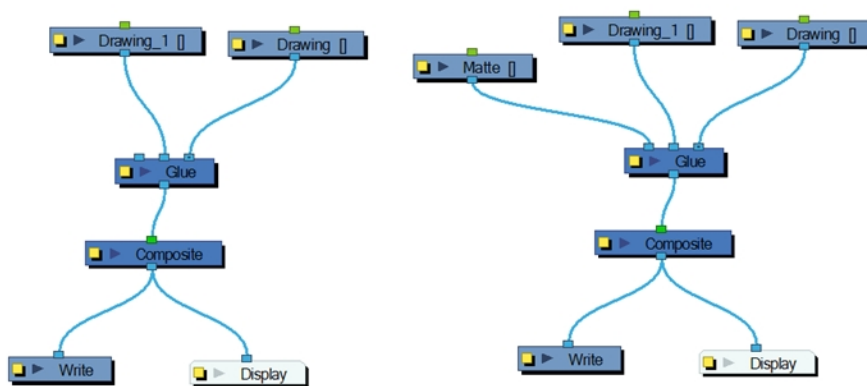 Drawing_1 []
Drawing []
Glue
Composite
Write
Display
Matte []
Drawing_1 []
Drawing []
Glue
Composite
Write
Display